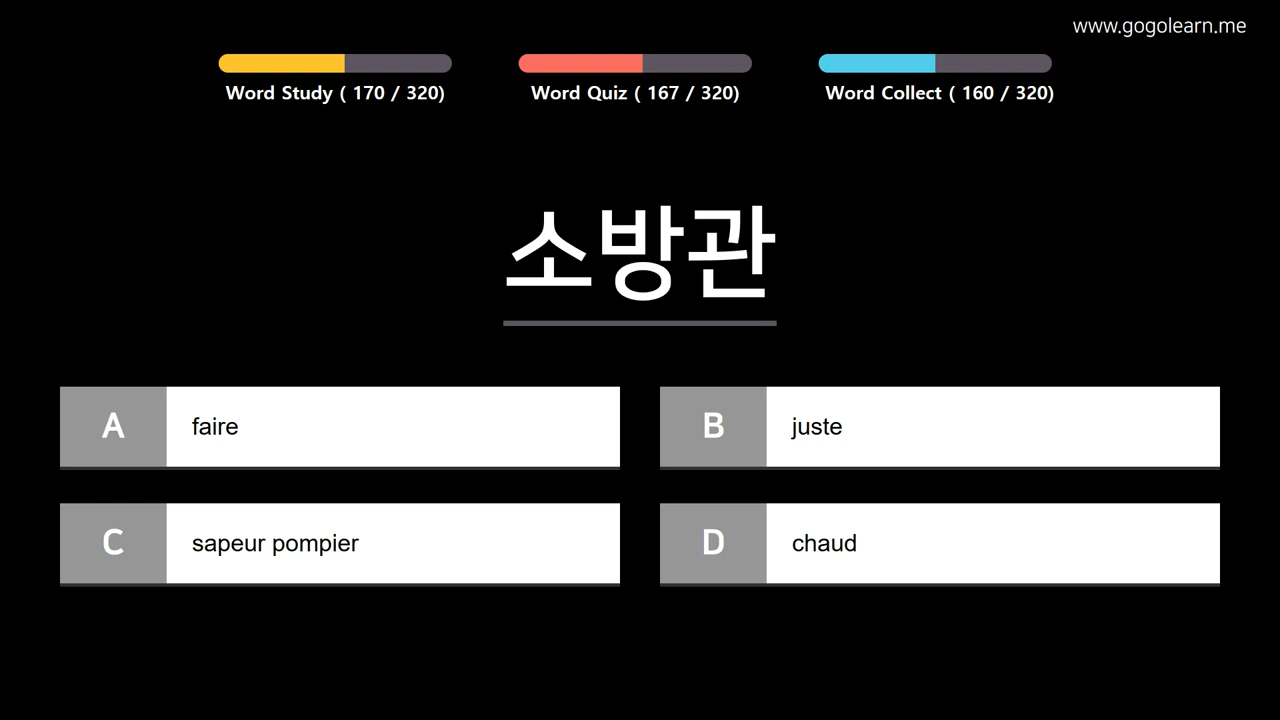 www.gogolearn.me
Word Study ( 170 / 320)
Word Quiz ( 167 / 320)
Word Collect ( 160 / 320)
소방관
A faire
B juste
C sapeur pompier
D chaud